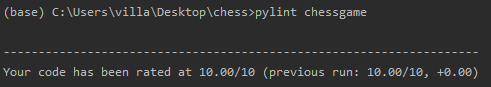 (base) C:\Users\villa\Desktop\chess>pylint chessgame
--------------------------------------------------------------------
Your code has been rated at 10.00/10 (previous run: 10.00/10, +0.00)